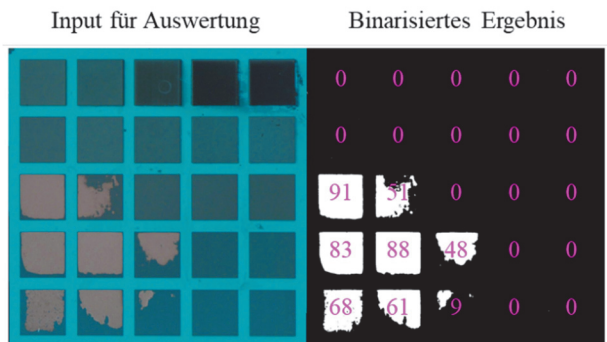 Input für Auswertung
Binarisiertes Ergebnis
0 0 0 0 0
0 0 0 0 0
91 51 0 0 0
83 88 48 0 0
68 61 9 0 0